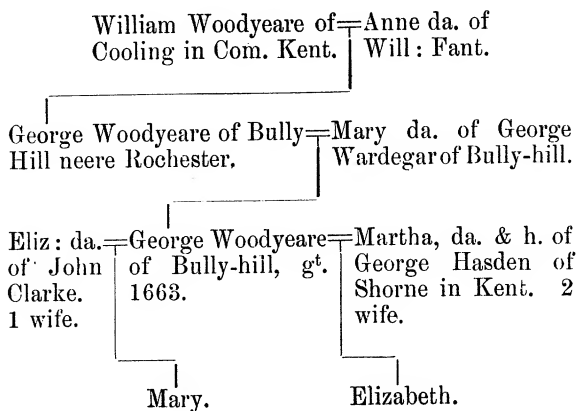 William Woodyeare of
Cooling in Com. Kent.
Anne da. of
Will : Fant.
George Woodyeare of Bully
Hill neere Rochester.
Mary da. of George
Wardegar of Bully-hill.
Eliz : da.
of John
Clarke.
1 wife.
George Woodyeare
of Bully-hill, gᵗ.
1663.
Martha, da. & h. of
George Hasden of
Shorne in Kent. 2
wife.
Mary.
Elizabeth.